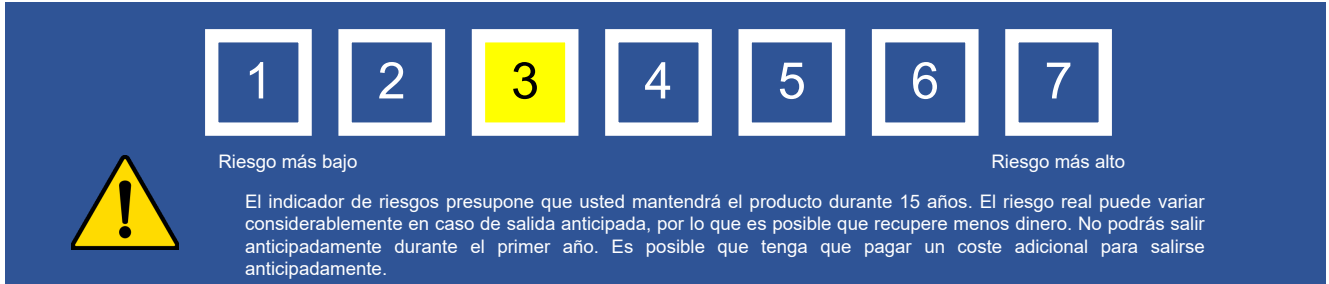 1 2 3 4 5 6 7
Riesgo más bajo Riesgo más alto
El indicador de riesgos presupone que usted mantendrá el producto durante 15 años. El riesgo real puede variar
considerablemente en caso de salida anticipada, por lo que es posible que recupere menos dinero. No podrás salir
anticipadamente durante el primer año. Es posible que tenga que pagar un coste adicional para salirse
anticipadamente.